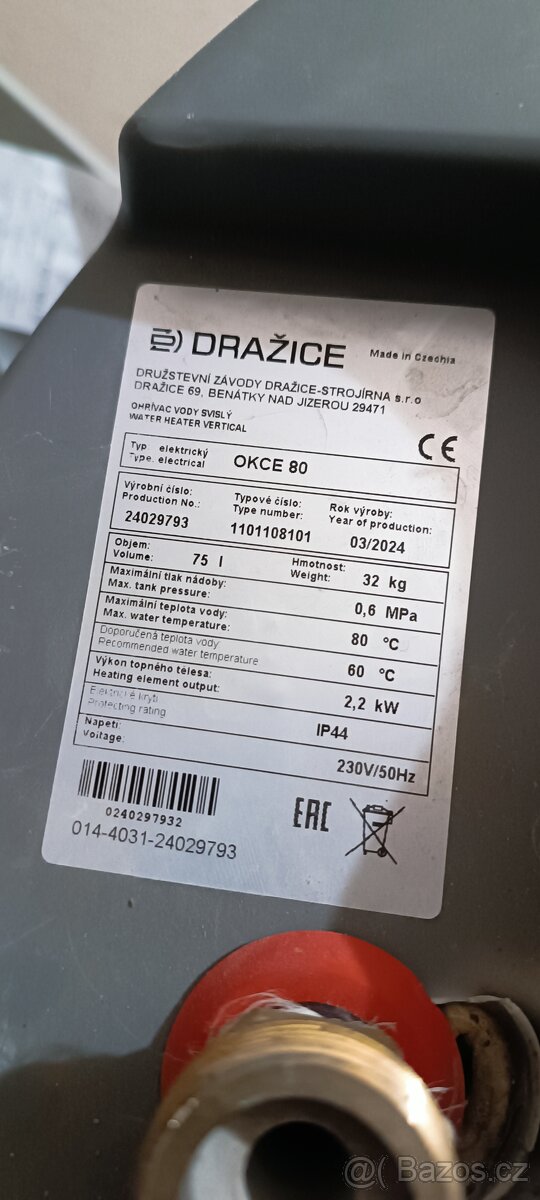 DRAŽICE Made in Czechia
DRUŽSTEVNÍ ZÁVODY DRAŽICE-STROJÍRNA s.r.o
DRAŽICE 69, BENÁTKY NAD JIZEROU 29471
OHŘÍVAČ VODY SVISLÝ
WATER HEATER VERTICAL
CE
Typ elektrický
Type. electrical
OKCE 80
Výrobní číslo:
Production No.:
24029793
Typové číslo:
Type number:
1101108101
Rok výroby:
Year of production:
03/2024
Objem:
Volume:
75 l
Hmotnost:
Weight:
32 kg
Maximální tlak nádoby:
Max. tank pressure:
0,6 MPa
Maximální teplota vody:
Max. water temperature:
80 °C
Doporučená teplota vody
Recommended water temperature
60 °C
Výkon topného tělesa:
Heating element output:
2,2 kW
Elektrické krytí
Protecting rating
IP44
Napětí:
Voltage:
230V/50Hz
0240297932
014-4031-24029793
EAC
Bazos.cz